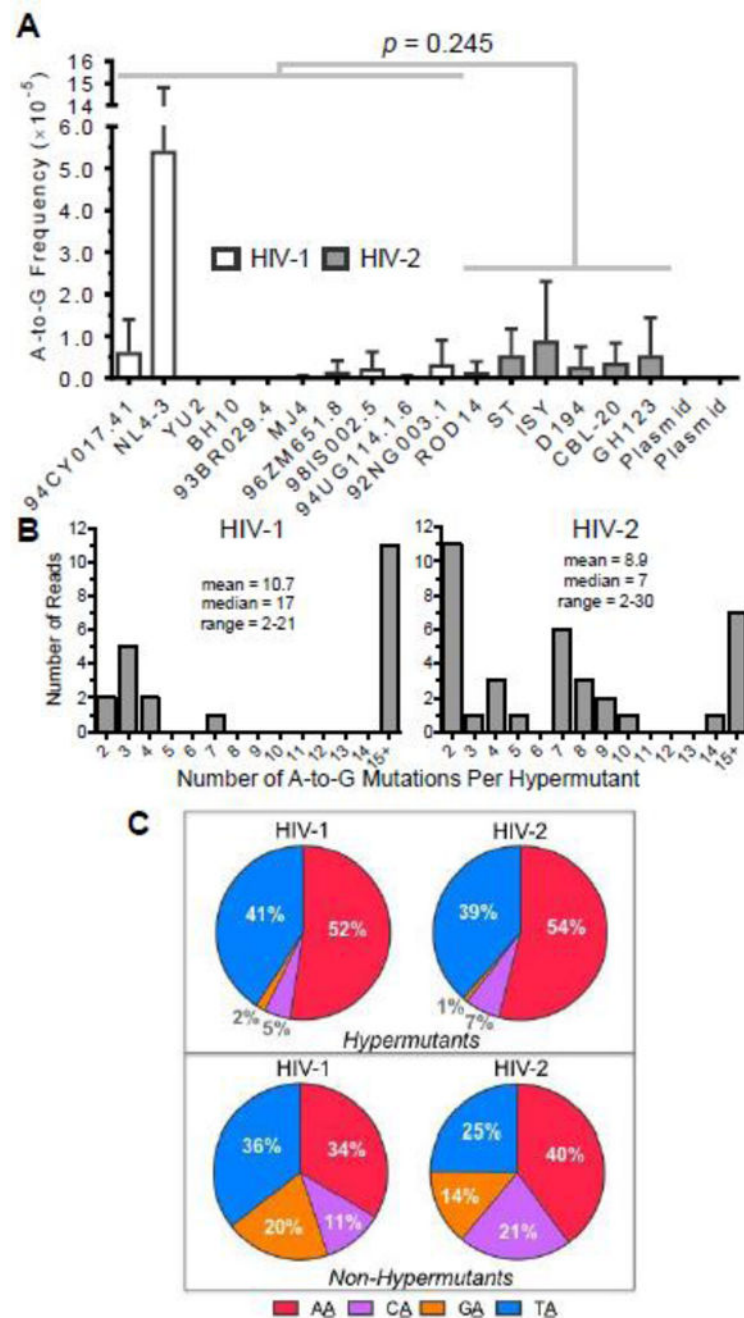 A
p = 0.245
A-to-G Frequency (×10⁻⁵)
16
15
14
6.0
5.0
4.0
3.0
2.0
1.0
0.0
HIV-1 HIV-2
94CY017.41
NL4-3
YU2
BH10
93BR029.4
MJ4
96ZM651.8
98IS002.5
94UG114.1.6
92NG003.1
ROD14
ST
ISY
D194
CBL-20
GH123
Plasmid
Plasmid
B
HIV-1
Number of Reads
12
10
8
6
4
2
0
mean = 10.7
median = 17
range = 2-21
2 3 4 5 6 7 8 9 10 11 12 13 14 15+
HIV-2
12
10
8
6
4
2
0
mean = 8.9
median = 7
range = 2-30
2 3 4 5 6 7 8 9 10 11 12 13 14 15+
Number of A-to-G Mutations Per Hypermutant
C
HIV-1 HIV-2
41% 52% 39% 54%
2% 5% 1% 7%
Hypermutants
HIV-1 HIV-2
36% 34% 25% 40%
20% 11% 14% 21%
Non-Hypermutants
AA CA GA TA